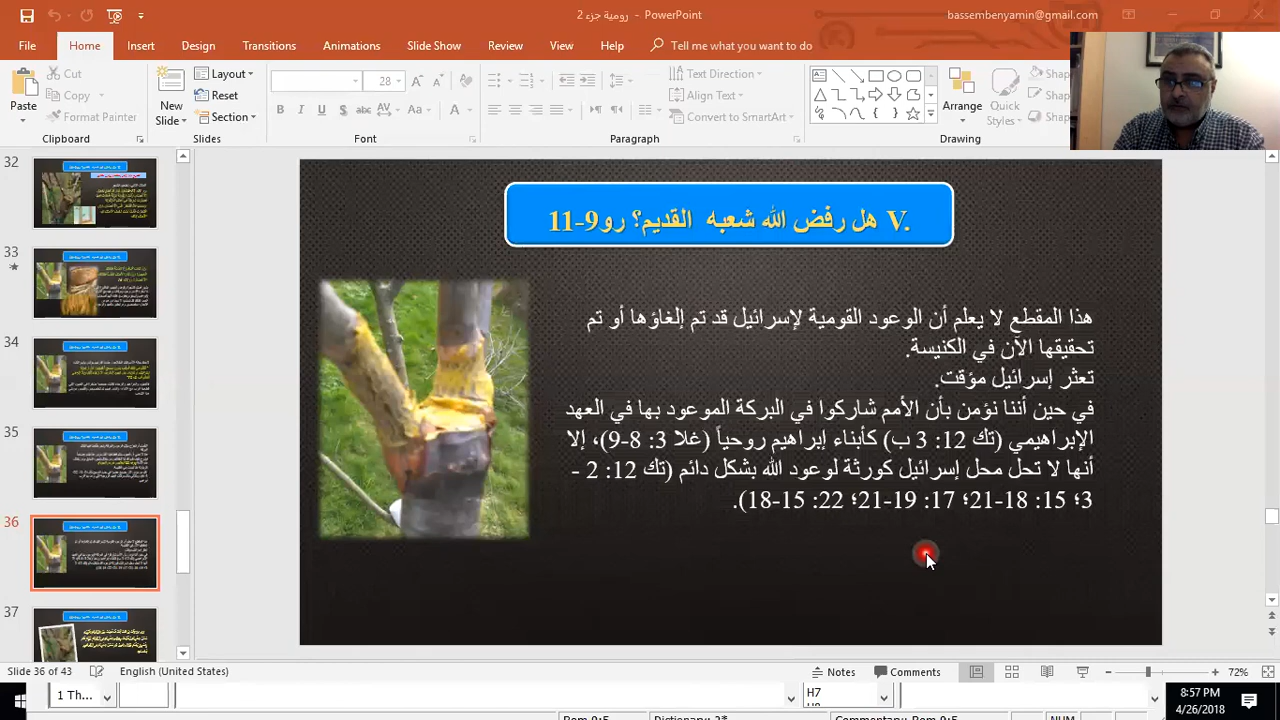 رومية جزء 2 - PowerPoint
bassembenyamin@gmail.com
File Home Insert Design Transitions Animations Slide Show Review View Help Tell me what you want to do
Paste
Cut
Copy
Format Painter
New Slide
Layout
Reset
Section
28
Text Direction
Align Text
Convert to SmartArt
Arrange
Quick Styles
Shap
Shap
Shap
Clipboard Slides Font Paragraph Drawing
32
33
34
35
36
37
V. هل رفض الله شعبه القديم؟ رو9-11
هذا المقطع لا يعلم أن الوعود القومية لإسرائيل قد تم إلغاؤها أو تم
تحقيقها الآن في الكنيسة
تعثر إسرائيل مؤقت.
في حين أننا نؤمن بأن الأمم شاركوا في البركة الموعود بها في العهد
الإبراهيمي (تك 12: 3 ب) كأبناء إبراهيم روحياً (غلا 3: 8-9)، إلا
أنها لا تحل محل إسرائيل كورثة لوعود الله بشكل دائم (تك 12: 2 -
3؛ 15: 18-21؛ 17: 19-21؛ 22: 15-18).
Slide 36 of 43 English (United States) Notes Comments 72%
1 Th... H7
8:57 PM
4/26/2018